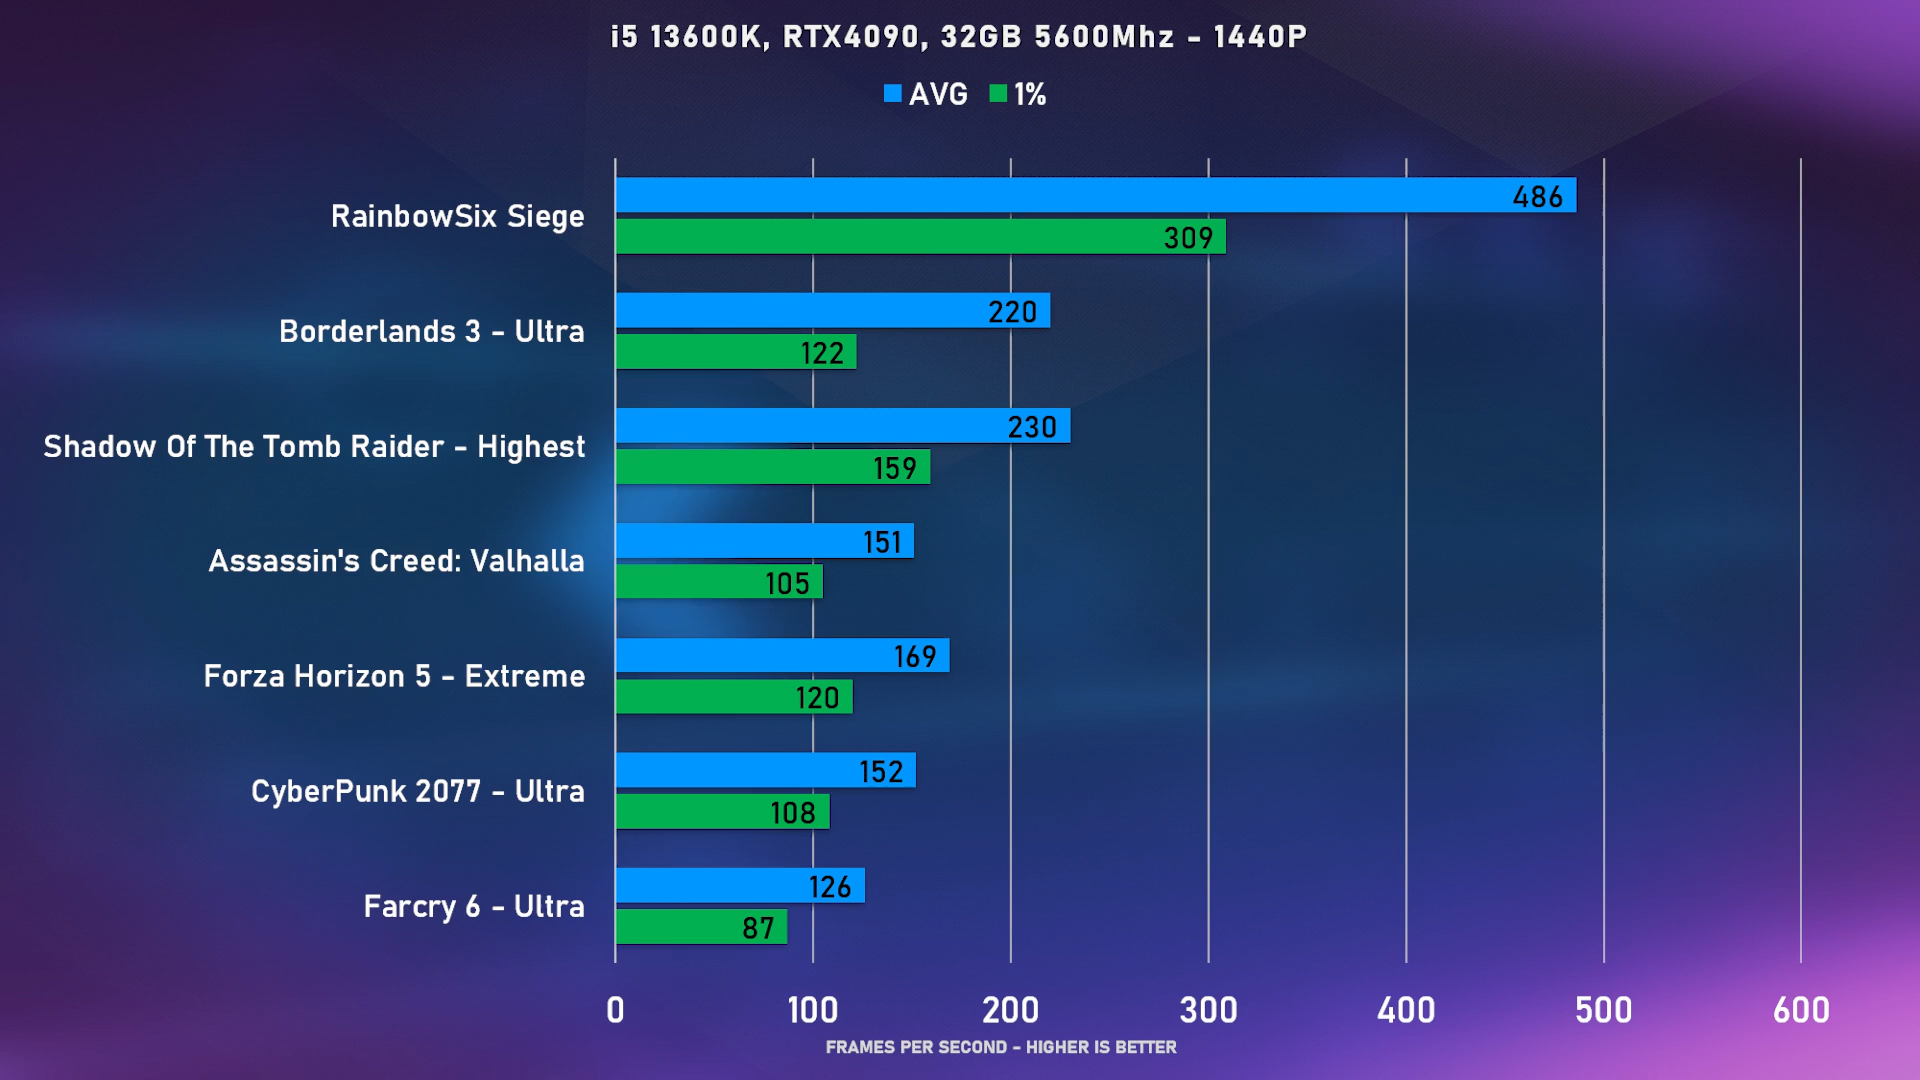 i5 13600K, RTX4090, 32GB 5600Mhz - 1440P
AVG 1%
RainbowSix Siege 486
309
Borderlands 3 - Ultra 220
122
Shadow Of The Tomb Raider - Highest 230
159
Assassin's Creed: Valhalla 151
105
Forza Horizon 5 - Extreme 169
120
CyberPunk 2077 - Ultra 152
108
Farcry 6 - Ultra 126
87
0 100 200 300 400 500 600
FRAMES PER SECOND - HIGHER IS BETTER